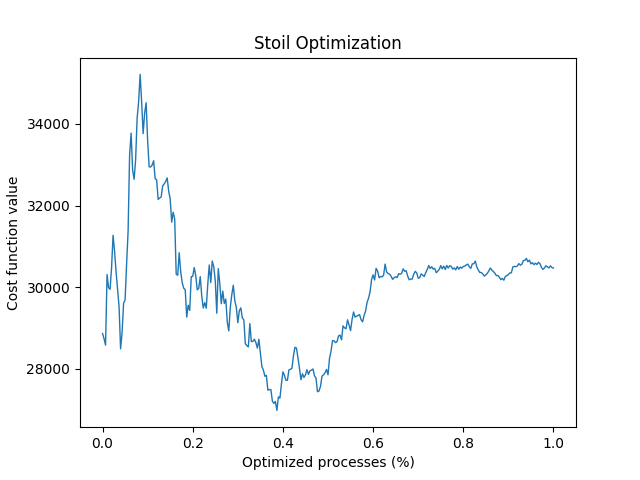 Stoil Optimization
Cost function value
34000
32000
30000
28000
0.0 0.2 0.4 0.6 0.8 1.0
Optimized processes (%)